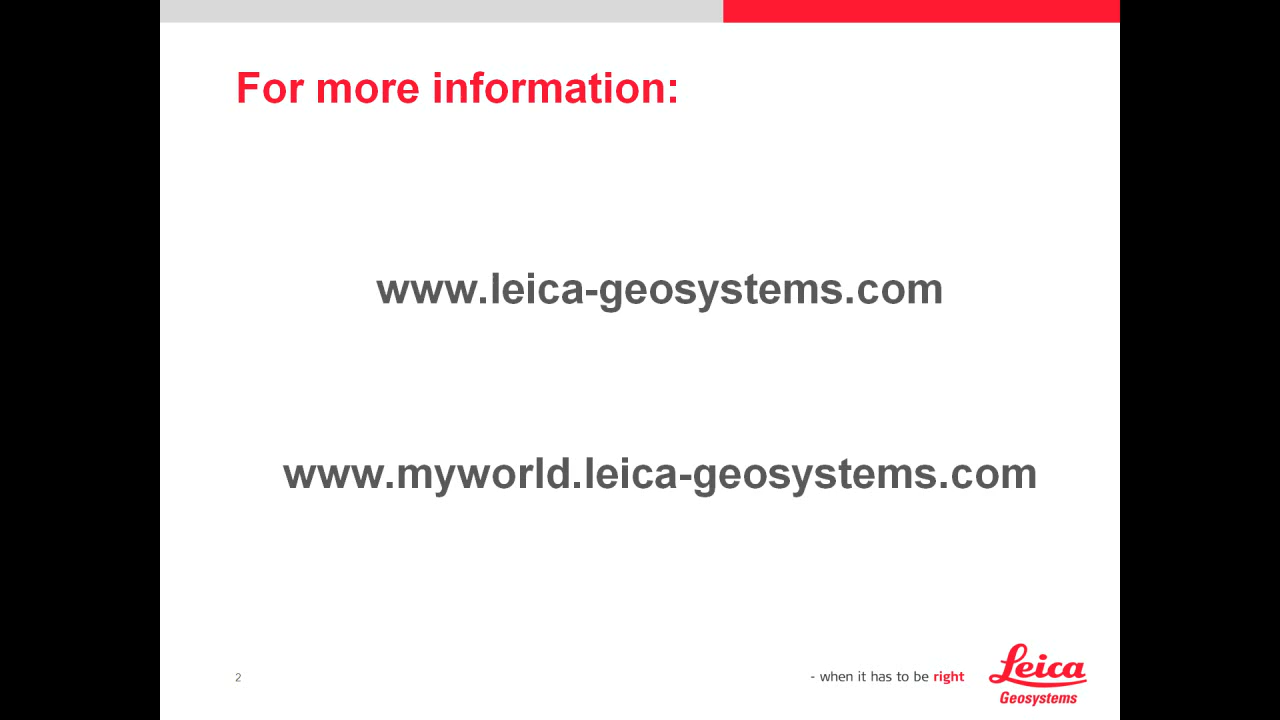 For more information:
www.leica-geosystems.com
www.myworld.leica-geosystems.com
2
- when it has to be right
Leica
Geosystems